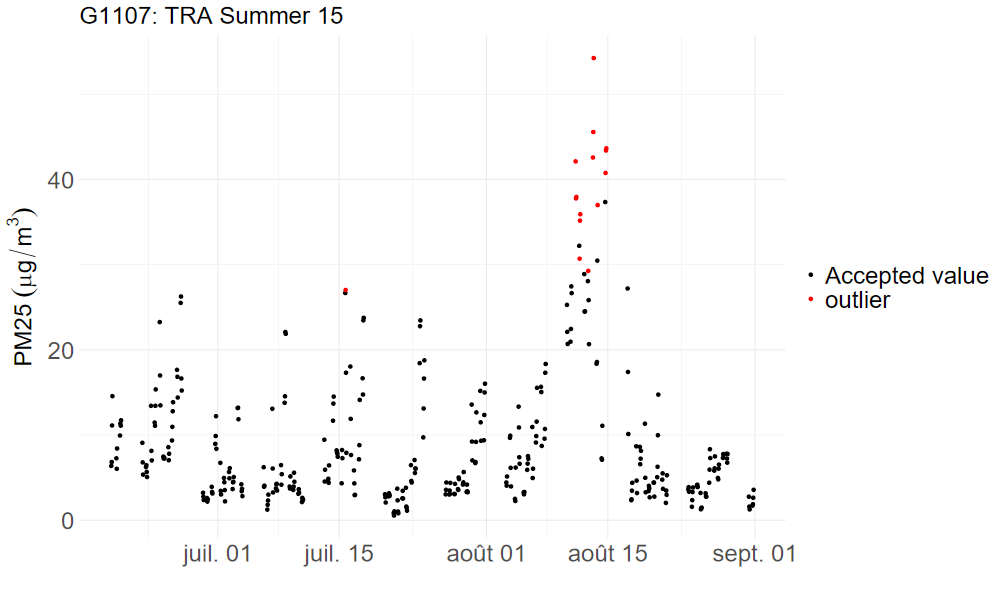 G1107: TRA Summer 15
PM25 (μg/m³)
40
20
0
juil. 01 juil. 15 août 01 août 15 sept. 01
Accepted value
outlier